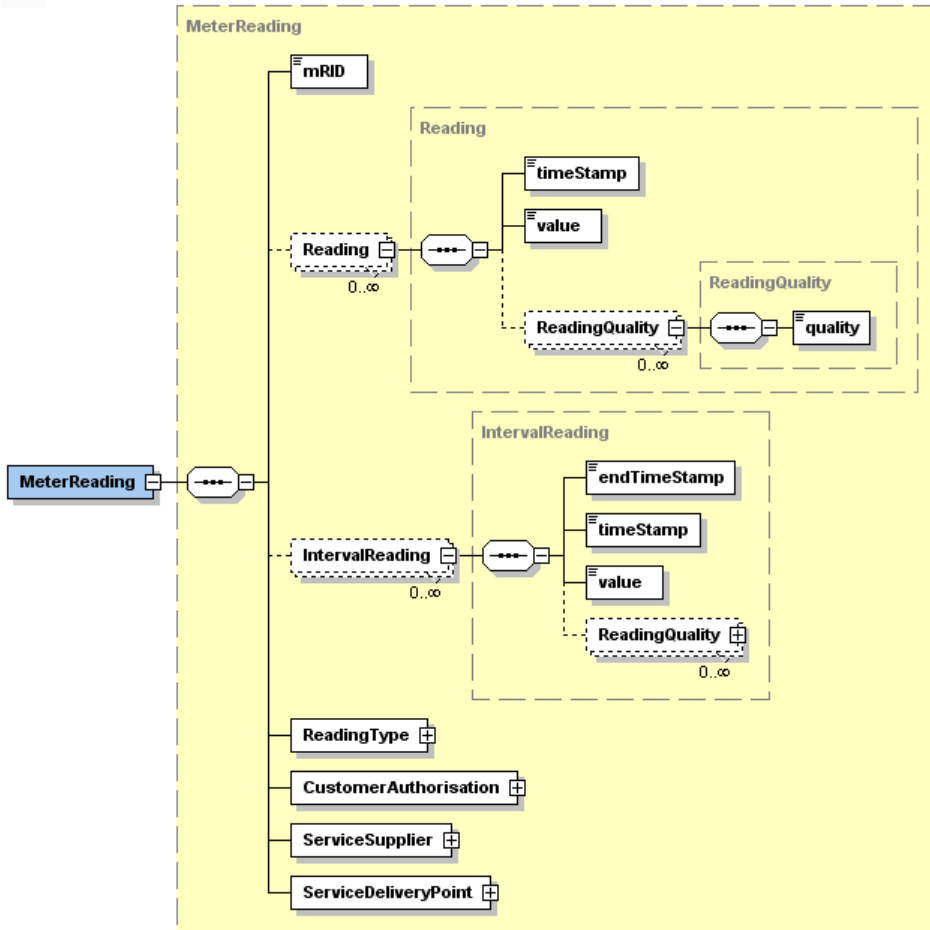 MeterReading
mRID
Reading
timeStamp
value
Reading
0..∞
ReadingQuality
ReadingQuality
quality
0..∞
IntervalReading
endTimeStamp
MeterReading
timeStamp
IntervalReading
0..∞
value
ReadingQuality
0..∞
ReadingType
CustomerAuthorisation
ServiceSupplier
ServiceDeliveryPoint